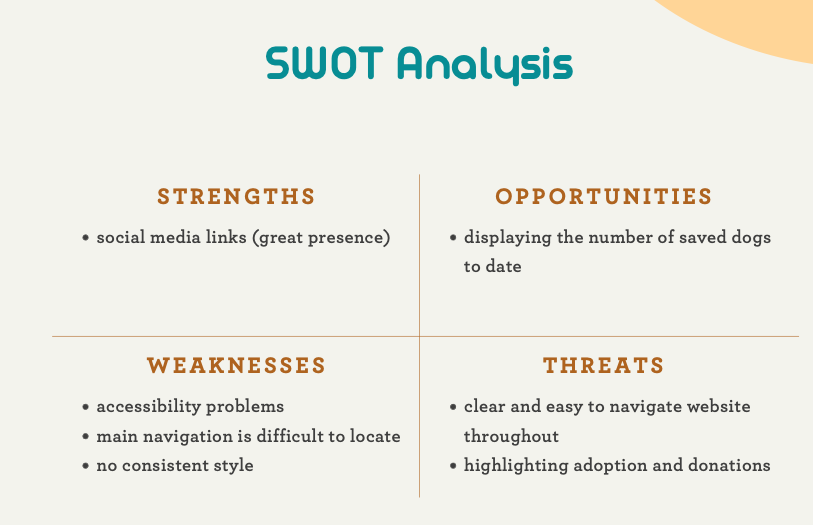 SWOT Analysis
STRENGTHS
• social media links (great presence)
OPPORTUNITIES
• displaying the number of saved dogs
to date
WEAKNESSES
• accessibility problems
• main navigation is difficult to locate
• no consistent style
THREATS
• clear and easy to navigate website
throughout
• highlighting adoption and donations